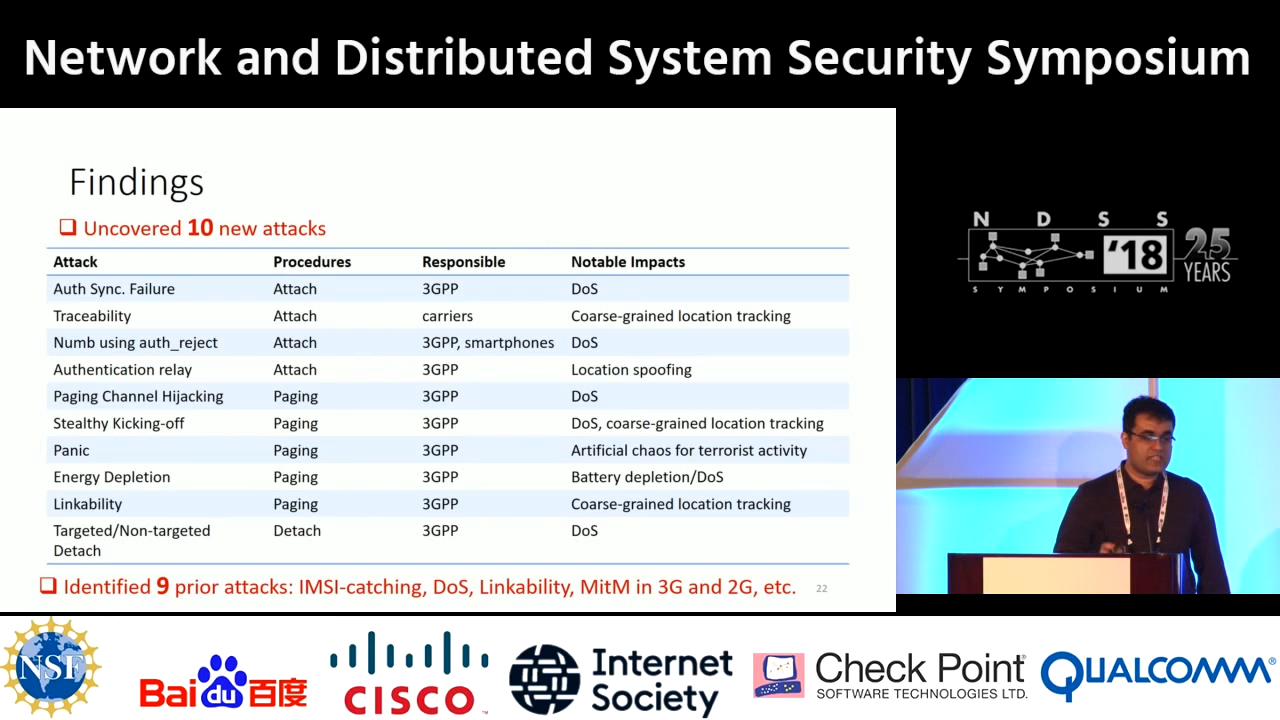 Network and Distributed System Security Symposium
Findings
❑ Uncovered 10 new attacks
Attack Procedures Responsible Notable Impacts
Auth Sync. Failure Attach 3GPP DoS
Traceability Attach carriers Coarse-grained location tracking
Numb using auth_reject Attach 3GPP, smartphones DoS
Authentication relay Attach 3GPP Location spoofing
Paging Channel Hijacking Paging 3GPP DoS
Stealthy Kicking-off Paging 3GPP DoS, coarse-grained location tracking
Panic Paging 3GPP Artificial chaos for terrorist activity
Energy Depletion Paging 3GPP Battery depletion/DoS
Linkability Paging 3GPP Coarse-grained location tracking
Targeted/Non-targeted Detach 3GPP DoS
Detach
❑ Identified 9 prior attacks: IMSI-catching, DoS, Linkability, MitM in 3G and 2G, etc.
22
N D S S
'18 25
YEARS
S Y M P O S I U M
NSF
Bai du 百度
CISCO™
Internet
Society
Check Point®
SOFTWARE TECHNOLOGIES LTD.
QUALCOMM®